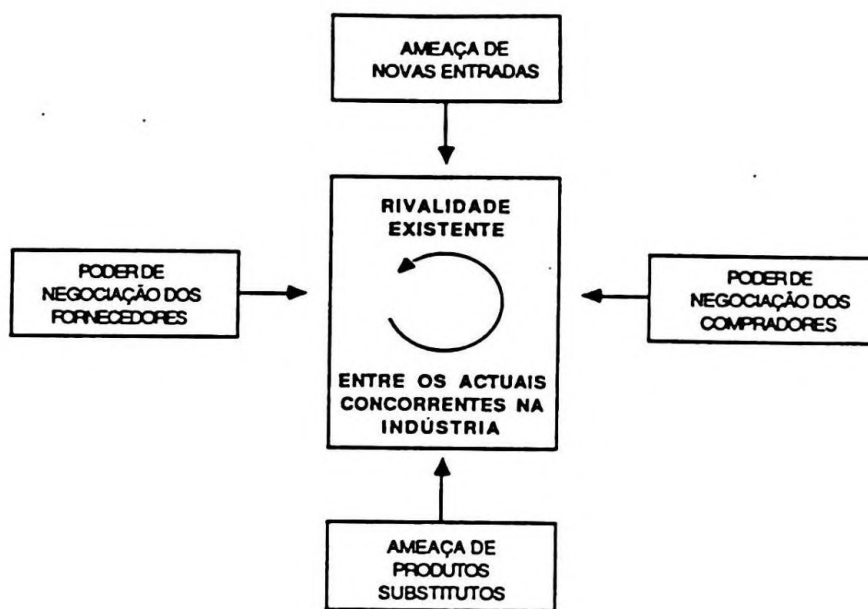 AMEAÇA DE
NOVAS ENTRADAS
RIVALIDADE
EXISTENTE
PODER DE
NEGOCIAÇÃO DOS
FORNECEDORES
PODER DE
NEGOCIAÇÃO DOS
COMPRADORES
ENTRE OS ACTUAIS
CONCORRENTES NA
INDÚSTRIA
AMEAÇA DE
PRODUTOS
SUBSTITUTOS